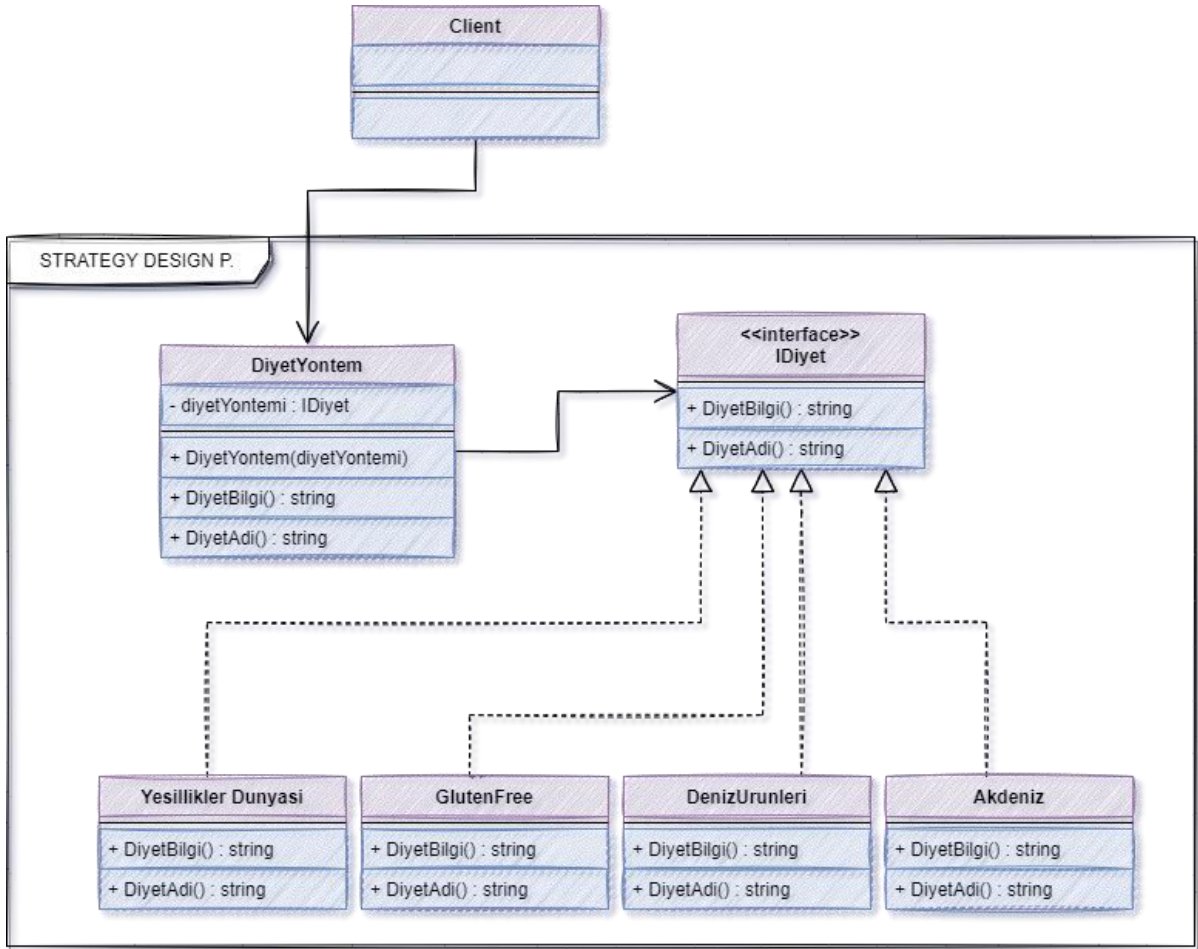 Client
STRATEGY DESIGN P.
DiyetYontem
- diyetYontemi : IDiyet
+ DiyetYontem(diyetYontemi)
+ DiyetBilgi() : string
+ DiyetAdi() : string
<<interface>>
IDiyet
+ DiyetBilgi() : string
+ DiyetAdi() : string
Yesillikler Dunyasi
+ DiyetBilgi() : string
+ DiyetAdi() : string
GlutenFree
+ DiyetBilgi() : string
+ DiyetAdi() : string
DenizUrunleri
+ DiyetBilgi() : string
+ DiyetAdi() : string
Akdeniz
+ DiyetBilgi() : string
+ DiyetAdi() : string